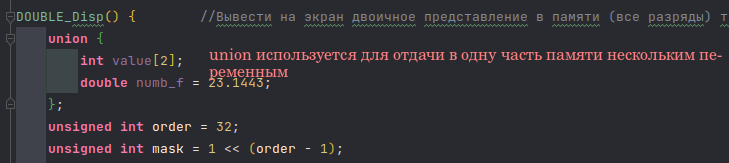 DOUBLE_Disp() { //Вывести на экран двоичное представление в памяти (все разряды) т
union {
int value[2];
union используется для отдачи в одну часть памяти нескольким пе-
double numb_f = 23.1443;
ременным
};
unsigned int order = 32;
unsigned int mask = 1 << (order - 1);